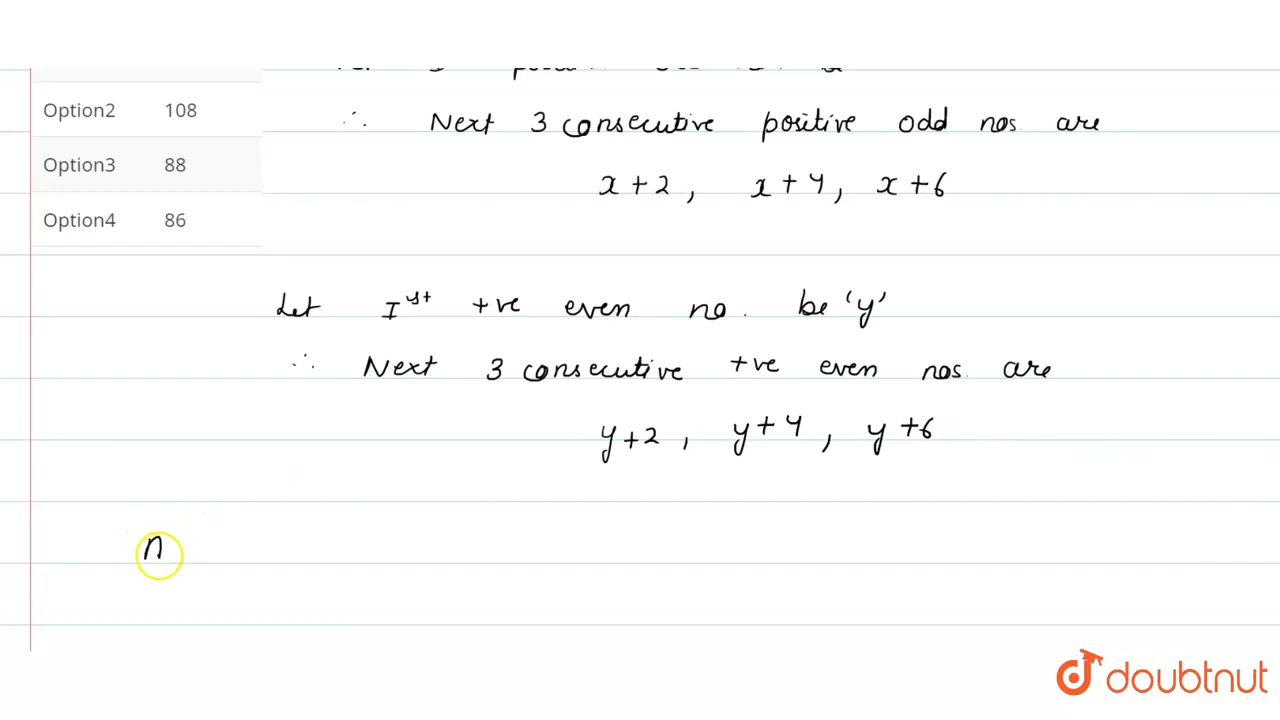 Option2 108
∴ Next 3 consecutive positive odd nos. are
Option3 88
x + 2 , x + 4 , x + 6
Option4 86
Let Ist +ve even no. be 'y'
∴ Next 3 consecutive +ve even nos. are
y + 2 , y + 4 , y + 6
n
doubtnut